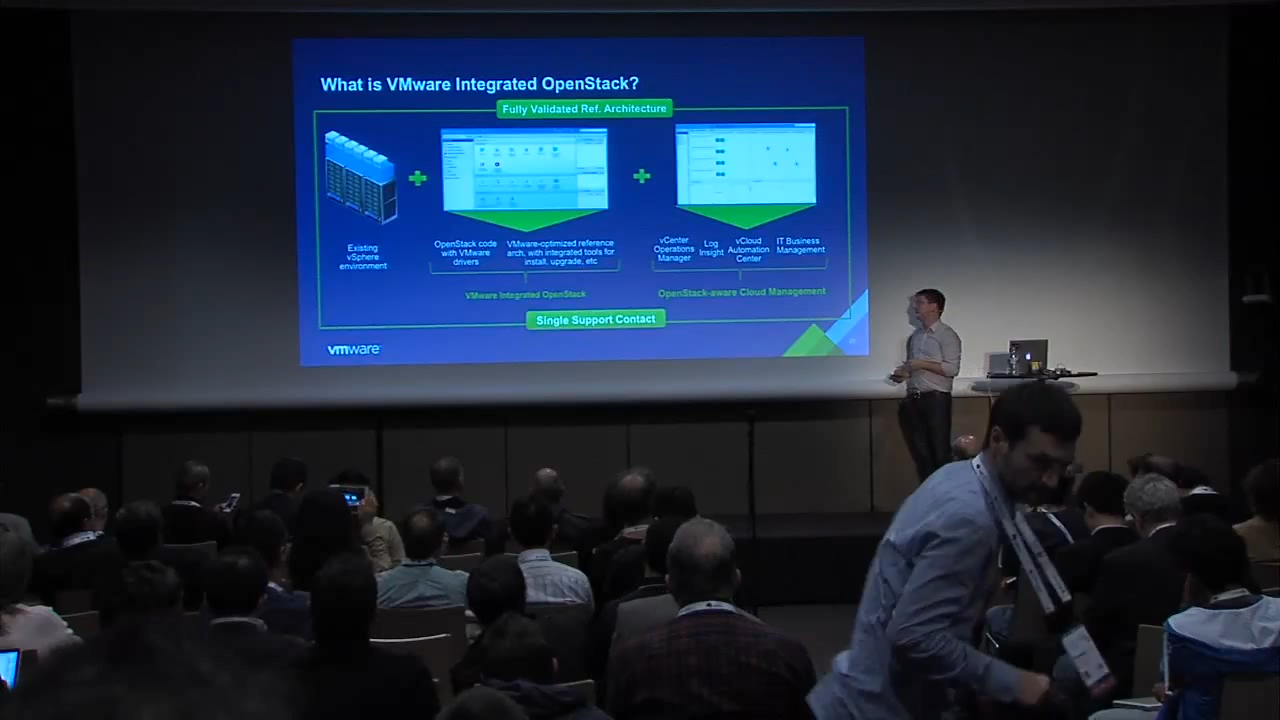 What is VMware Integrated OpenStack?
Fully Validated Ref. Architecture
Existing
vSphere
environment
OpenStack code
with VMware
drivers
VMware-optimized reference
arch, with integrated tools for
install, upgrade, etc
vCenter
Operations
Manager
Log
Insight
vCloud
Automation
Center
IT Business
Management
VMware Integrated OpenStack
OpenStack-aware Cloud Management
Single Support Contact
vmware